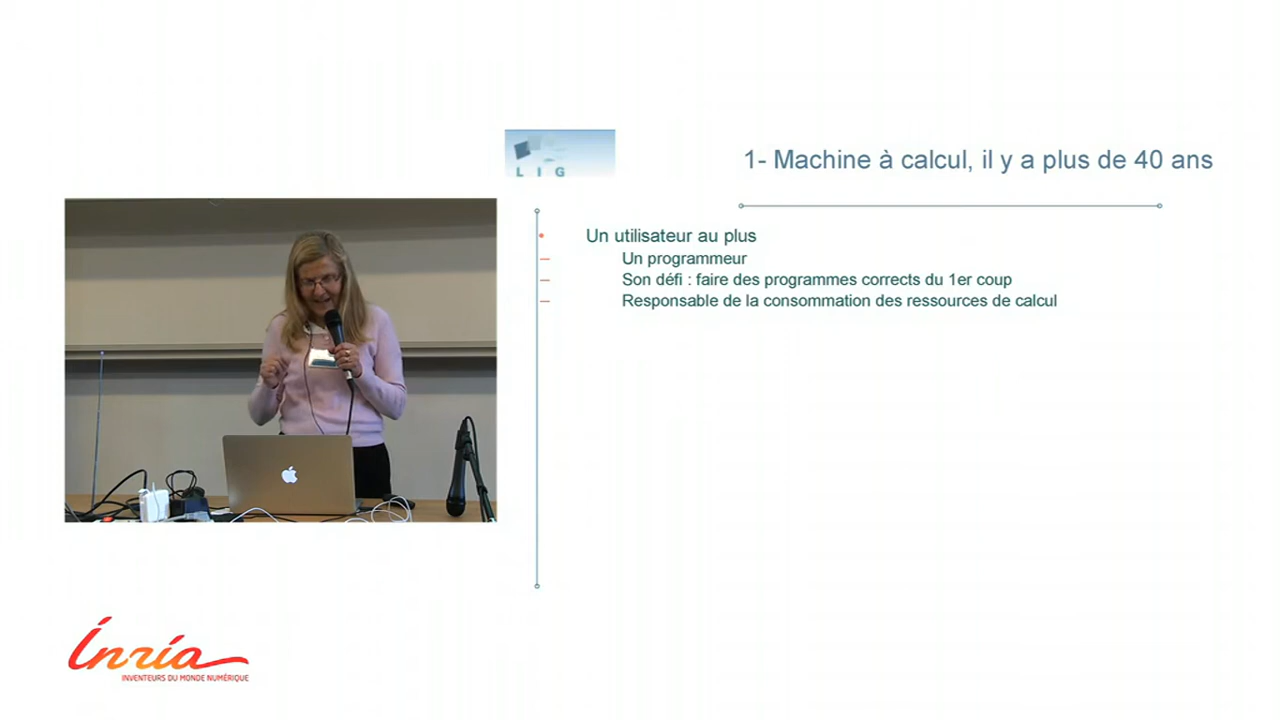 LIG
1- Machine à calcul, il y a plus de 40 ans
Un utilisateur au plus
Un programmeur
Son défi : faire des programmes corrects du 1er coup
Responsable de la consommation des ressources de calcul
Inria
INVENTEURS DU MONDE NUMÉRIQUE